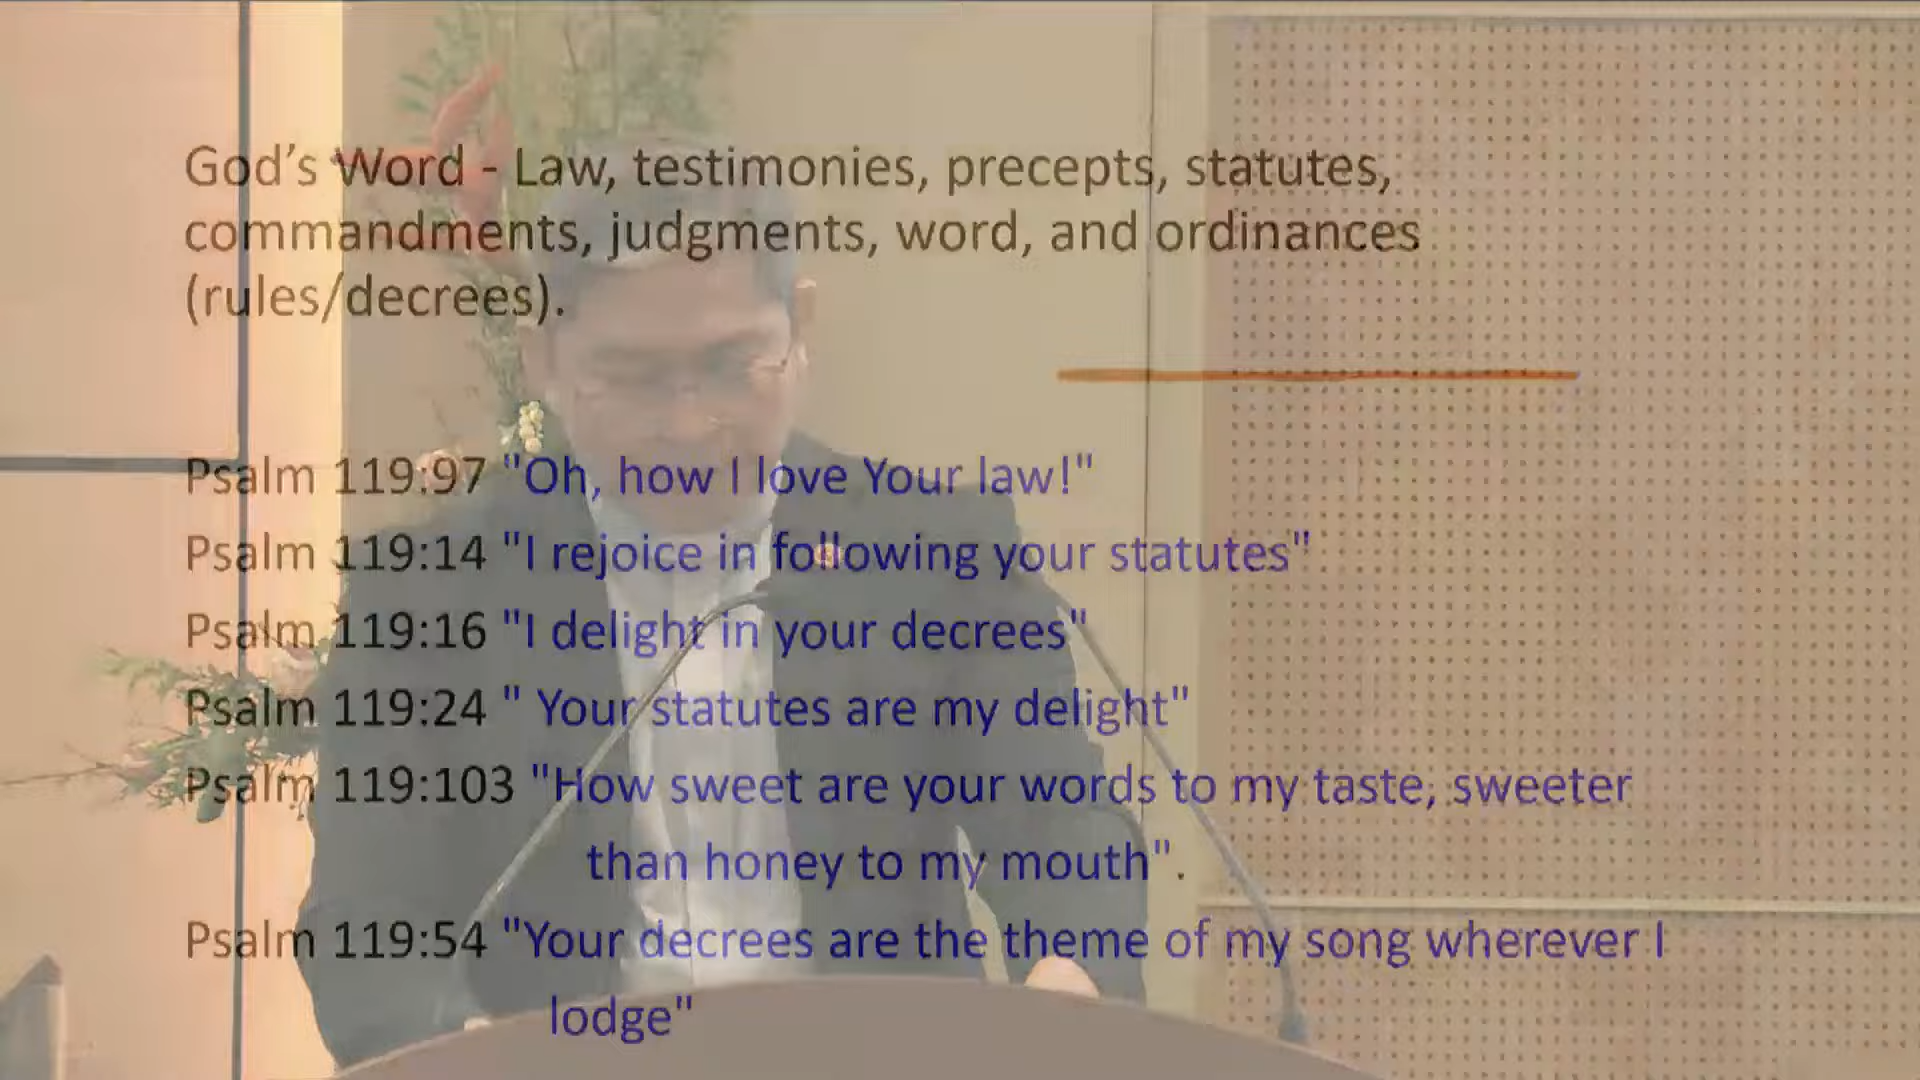 God’s Word - Law, testimonies, precepts, statutes,
commandments, judgments, word, and ordinances
(rules/decrees).
Psalm 119:97 "Oh, how I love Your law!"
Psalm 119:14 "I rejoice in following your statutes"
Psalm 119:16 "I delight in your decrees"
Psalm 119:24 " Your statutes are my delight"
Psalm 119:103 "How sweet are your words to my taste, sweeter
than honey to my mouth".
Psalm 119:54 "Your decrees are the theme of my song wherever I
lodge"